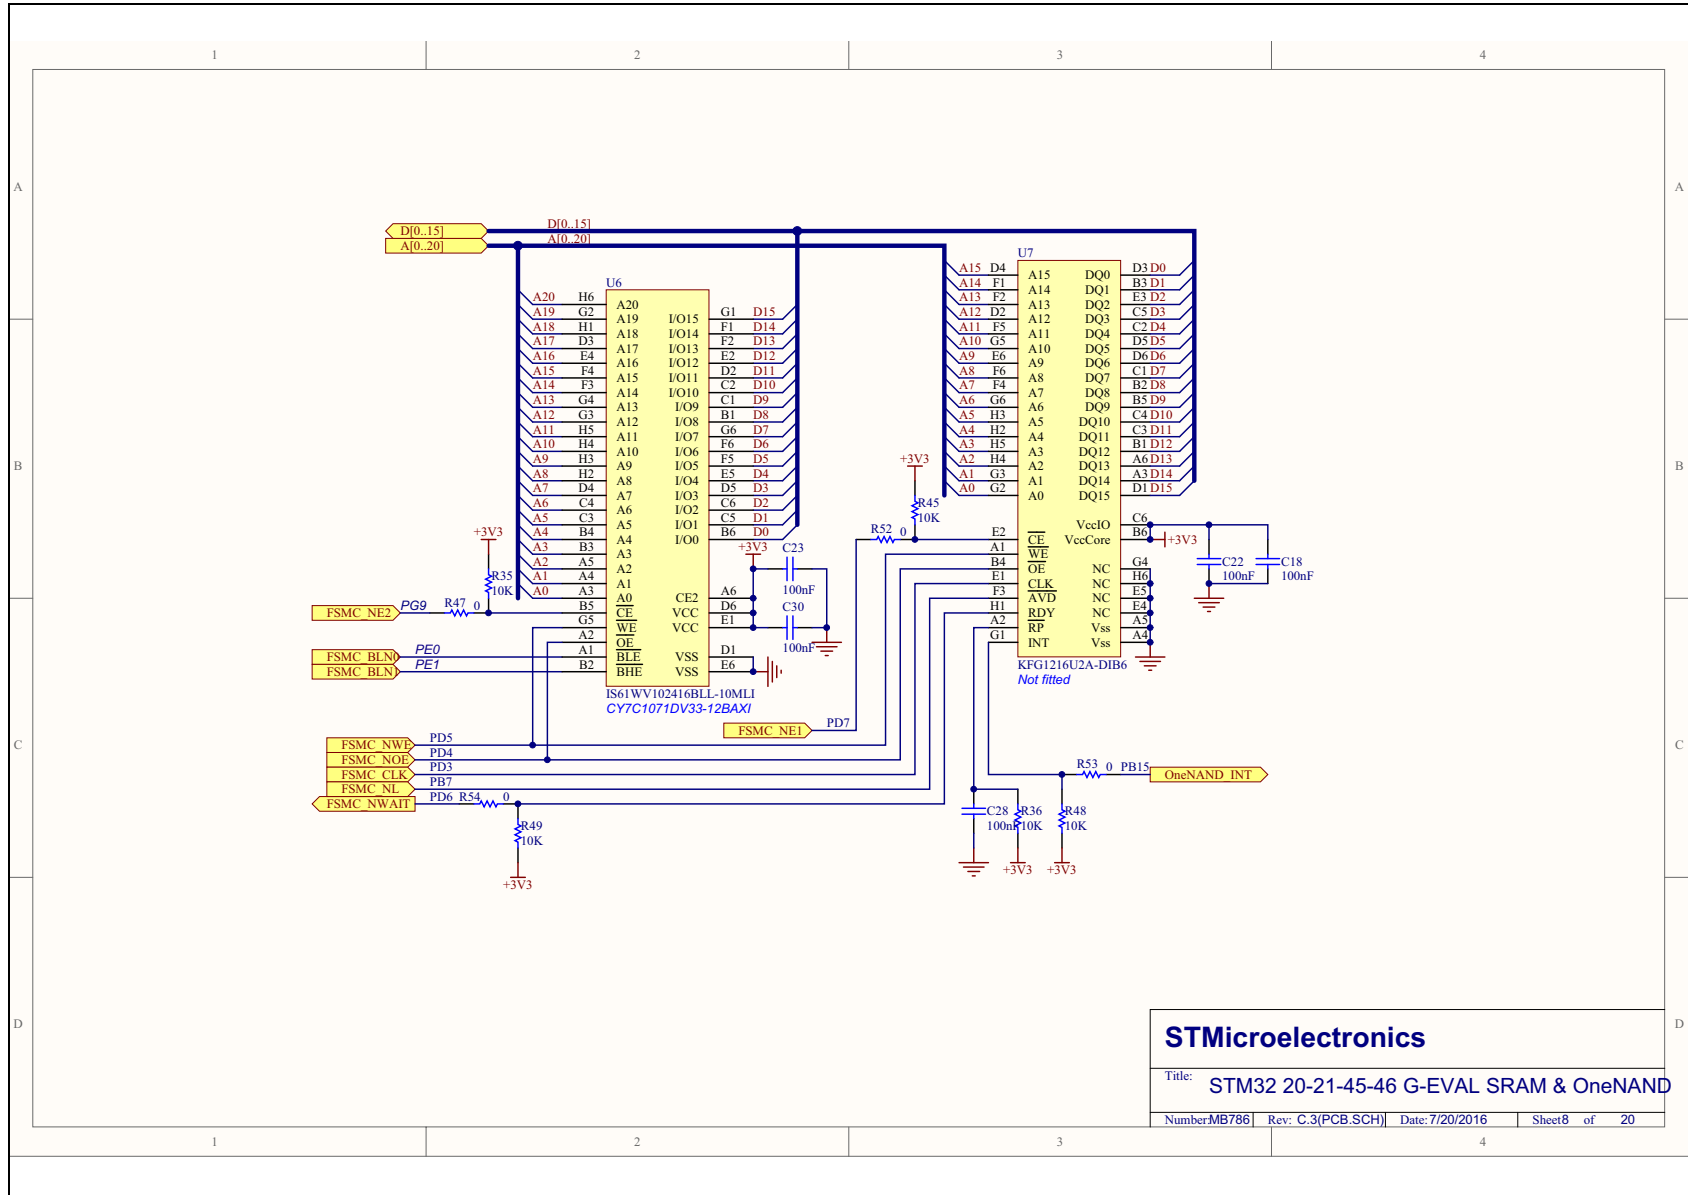 1 2 3 4
A A
B B
C C
D D
D[0..15] D[0..15]
A[0..20] A[0..20]
U6
A20 H6 A20
A19 G2 A19 I/O15 G1 D15
A18 H1 A18 I/O14 F1 D14
A17 D3 A17 I/O13 F2 D13
A16 E4 A16 I/O12 E2 D12
A15 F4 A15 I/O11 D2 D11
A14 F3 A14 I/O10 C2 D10
A13 G4 A13 I/O9 C1 D9
A12 G3 A12 I/O8 B1 D8
A11 H5 A11 I/O7 G6 D7
A10 H4 A10 I/O6 F6 D6
A9 H3 A9 I/O5 F5 D5
A8 H2 A8 I/O4 E5 D4
A7 D4 A7 I/O3 D5 D3
A6 C4 A6 I/O2 C6 D2
A5 C3 A5 I/O1 C5 D1
A4 B4 A4 I/O0 B6 D0
A3 B3 A3
A2 A5 A2
A1 A4 A1
A0 A3 A0 CE2 A6
B5 CE VCC D6
G5 WE VCC E1
A2 OE
A1 BLE VSS D1
B2 BHE VSS E6
IS61WV102416BLL-10MLI
CY7C1071DV33-12BAXI
+3V3
R35
10K
FSMC_NE2 PG9 R47 0
FSMC_BLN0 PE0
FSMC_BLN1 PE1
+3V3 C23
100nF
C30
100nF
U7
A15 D4 A15 DQ0 D3 D0
A14 F1 A14 DQ1 B3 D1
A13 F2 A13 DQ2 E3 D2
A12 D2 A12 DQ3 C5 D3
A11 F5 A11 DQ4 C2 D4
A10 G5 A10 DQ5 D5 D5
A9 E6 A9 DQ6 D6 D6
A8 F6 A8 DQ7 C1 D7
A7 F4 A7 DQ8 B2 D8
A6 G6 A6 DQ9 B5 D9
A5 H3 A5 DQ10 C4 D10
A4 H2 A4 DQ11 C3 D11
A3 H5 A3 DQ12 B1 D12
A2 H4 A2 DQ13 A6 D13
A1 G3 A1 DQ14 A3 D14
A0 G2 A0 DQ15 D1 D15
VccIO C6
E2 CE VccCore B6 +3V3
A1 WE
B4 OE NC G4
E1 CLK NC H6
F3 AVD NC E5
H1 RDY NC E4
A2 RP Vss A5
G1 INT Vss A4
KFG1216U2A-DIB6
Not fitted
+3V3
R45
10K
R52 0
C22
100nF
C18
100nF
FSMC_NE1 PD7
FSMC_NWE PD5
FSMC_NOE PD4
FSMC_CLK PD3
FSMC_NL PB7
FSMC_NWAIT PD6 R54 0
R49
10K
+3V3
R53 0 PB15 OneNAND_INT
C28 R36 R48
100nF 10K 10K
+3V3 +3V3
STMicroelectronics
Title: STM32 20-21-45-46 G-EVAL SRAM & OneNAND
Number:MB786 Rev: C.3(PCB.SCH) Date:7/20/2016 Sheet8 of 20
1 2 3 4